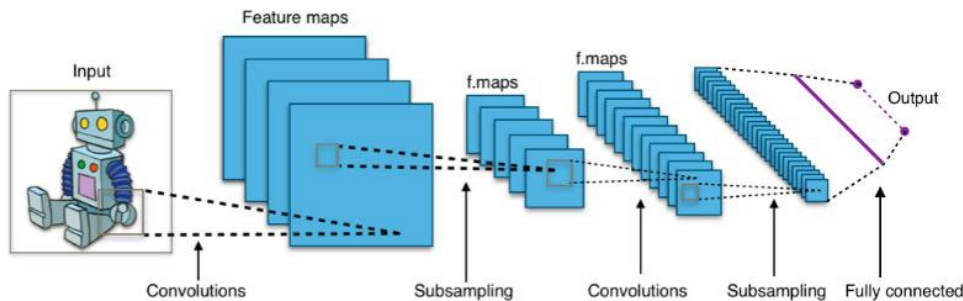 Feature maps
Input
f.maps
f.maps
Output
Convolutions
Subsampling
Convolutions
Subsampling
Fully connected